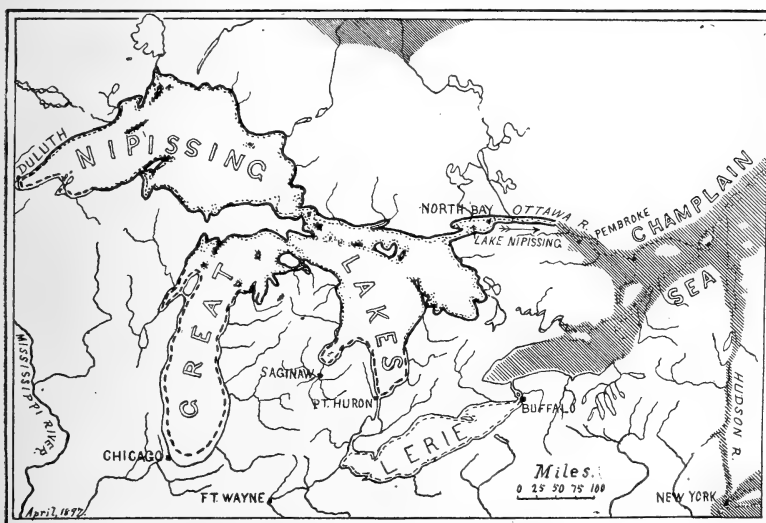 DULUTH
NIPISSING
NORTH BAY
OTTAWA R.
PEMBROKE
CHAMPLAIN
LAKE NIPISSING
SEA
GREAT
LAKES
MISSISSIPPI RIVER
SAGINAW
PT. HURON
HUDSON R.
BUFFALO
L. ERIE
CHICAGO
FT. WAYNE
Miles.
0 25 50 75 100
NEW YORK
April, 1897.